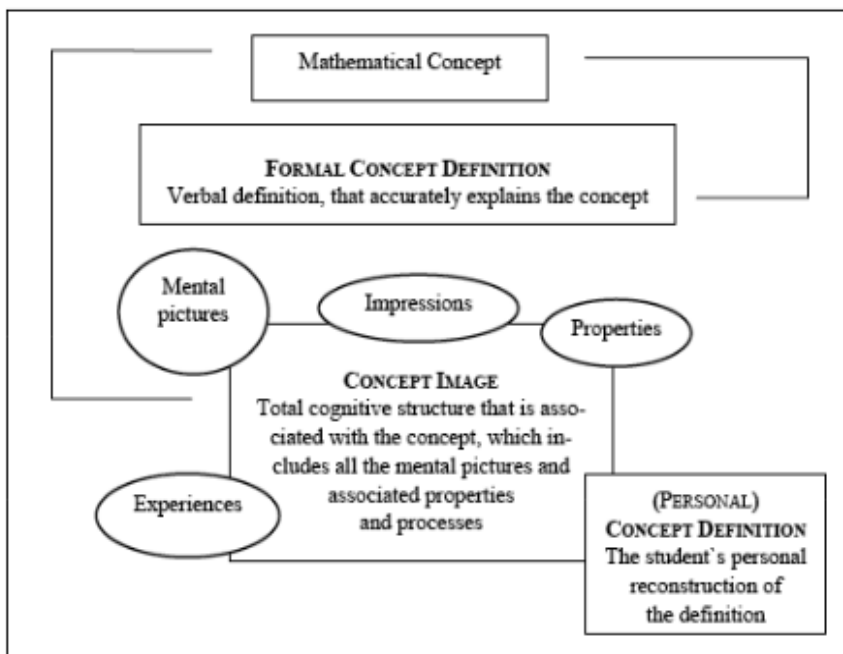 Mathematical Concept
FORMAL CONCEPT DEFINITION
Verbal definition, that accurately explains the concept
Mental
pictures
Impressions
Properties
CONCEPT IMAGE
Total cognitive structure that is asso-
ciated with the concept, which in-
cludes all the mental pictures and
associated properties
and processes
Experiences
(PERSONAL)
CONCEPT DEFINITION
The student`s personal
reconstruction of
the definition